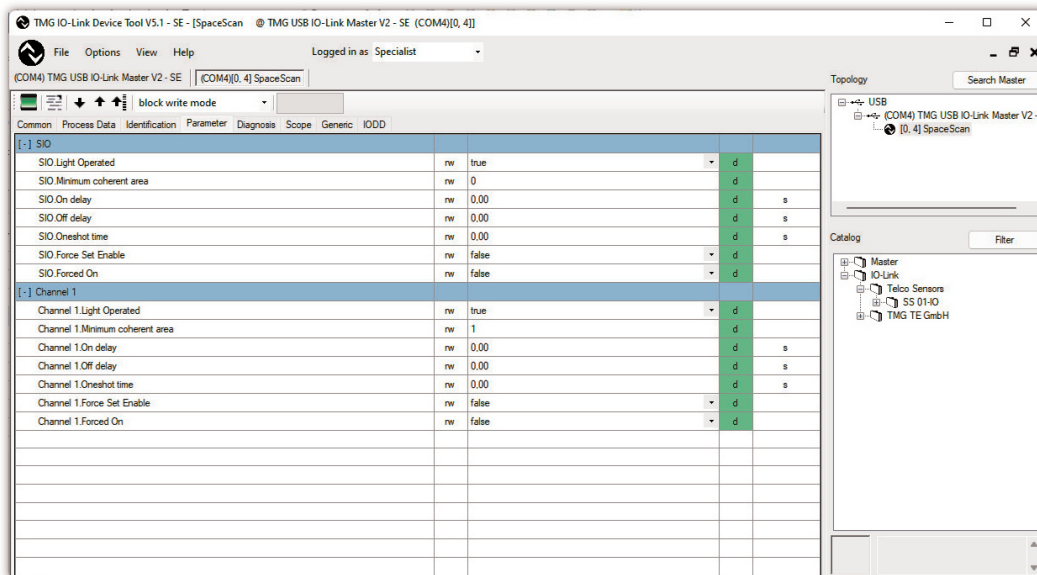 TMG IO-Link Device Tool V5.1 - SE - [SpaceScan @ TMG USB IO-Link Master V2 - SE (COM4)[0, 4]]
File Options View Help Logged in as Specialist
(COM4) TMG USB IO-Link Master V2 - SE (COM4)[0, 4] SpaceScan
block write mode
Common Process Data Identification Parameter Diagnosis Scope Generic IODD
[-] SIO
SIO.Light Operated rw true d
SIO.Minimum coherent area rw 0 d
SIO.On delay rw 0,00 d s
SIO.Off delay rw 0,00 d s
SIO.Oneshot time rw 0,00 d s
SIO.Force Set Enable rw false d
SIO.Forced On rw false d
[-] Channel 1
Channel 1.Light Operated rw true d
Channel 1.Minimum coherent area rw 1 d
Channel 1.On delay rw 0,00 d s
Channel 1.Off delay rw 0,00 d s
Channel 1.Oneshot time rw 0,00 d s
Channel 1.Force Set Enable rw false d
Channel 1.Forced On rw false d
Topology Search Master
USB
(COM4) TMG USB IO-Link Master V2 -
[0, 4] SpaceScan
Catalog Filter
Master
IO-Link
Telco Sensors
SS 01-IO
TMG TE GmbH